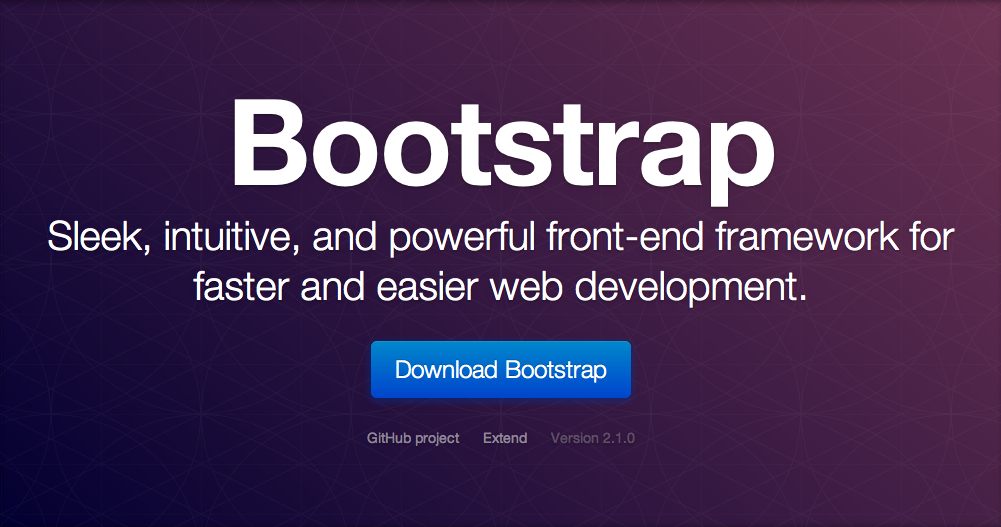 Bootstrap
Sleek, intuitive, and powerful front-end framework for
faster and easier web development.
Download Bootstrap
GitHub project Extend Version 2.1.0